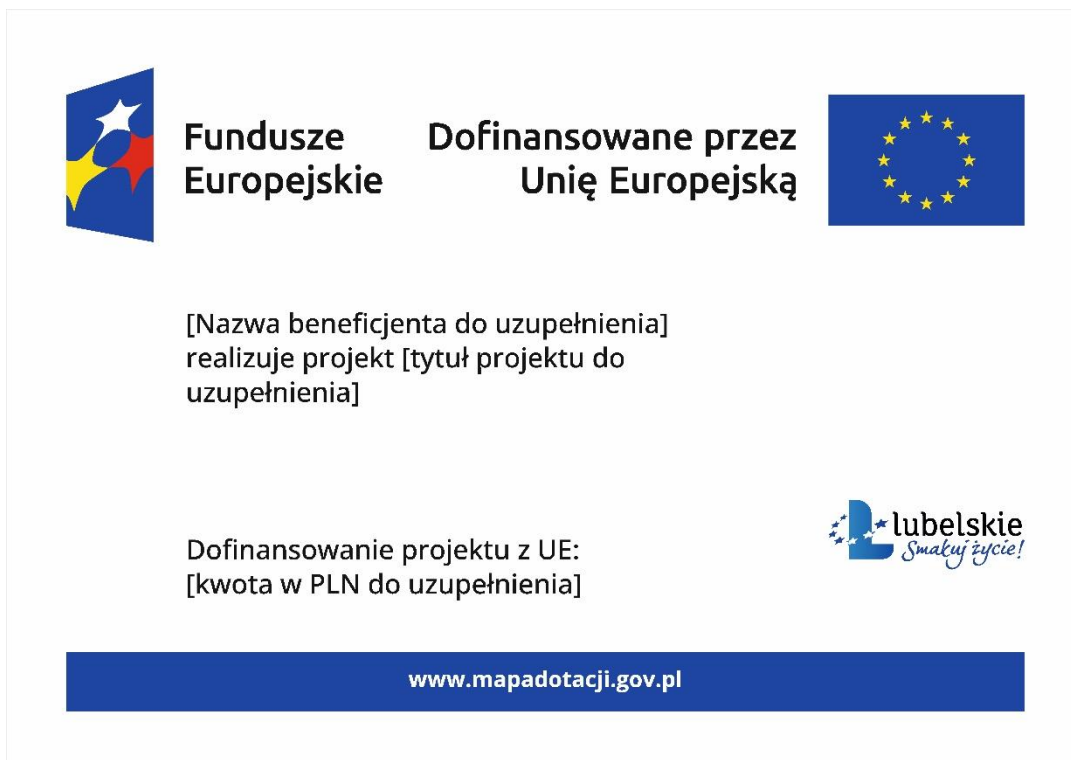 Fundusze
Europejskie
Dofinansowane przez
Unię Europejską
[Nazwa beneficjenta do uzupełnienia]
realizuje projekt [tytuł projektu do
uzupełnienia]
Dofinansowanie projektu z UE:
[kwota w PLN do uzupełnienia]
lubelskie
Smakuj życie!
www.mapadotacji.gov.pl